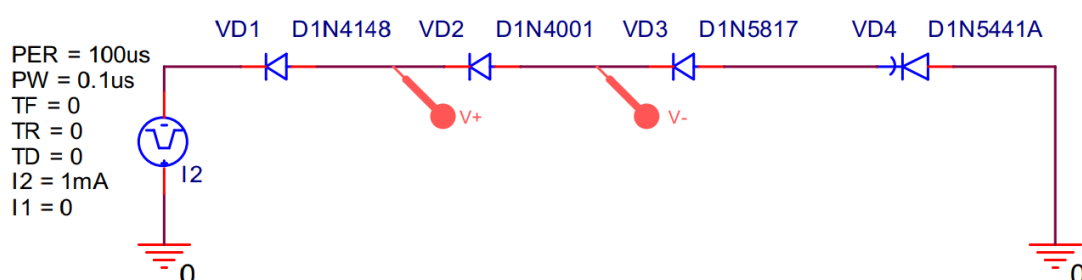 VD1 D1N4148 VD2 D1N4001 VD3 D1N5817 VD4 D1N5441A
PER = 100us
PW = 0.1us
TF = 0
TR = 0
TD = 0
I2 = 1mA
I1 = 0
V+
V-
I2
0
0